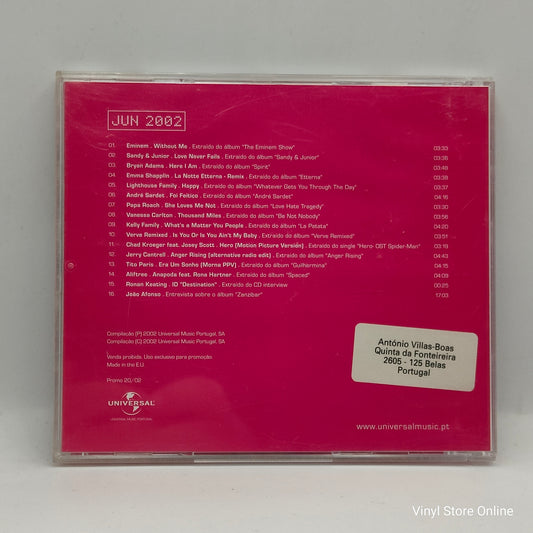 JUN 2002
01. Eminem . Without Me . Extraído do álbum "The Eminem Show" 03:33
02. Sandy & Junior . Love Never Fails . Extraído do álbum "Sandy & Junior" 03:38
03. Bryan Adams . Here I Am . Extraído do álbum "Spirit" 03:49
04. Emma Shapplin . La Notte Etterna - Remix . Extraído do álbum "Etterna" 03:38
05. Lighthouse Family . Happy . Extraído do álbum "Whatever Gets You Through The Day" 03:37
06. André Sardet . Foi Feitiço . Extraído do álbum "André Sardet" 04:16
07. Papa Roach . She Loves Me Not . Extraído do álbum "Love Hate Tragedy" 03:30
08. Vanessa Carlton . Thousand Miles . Extraído do álbum "Be Not Nobody" 03:56
09. Kelly Family . What's a Matter You People . Extraído do álbum "La Patata" 04:20
10. Verve Remixed . Is You Or Is You Ain't My Baby . Extraído do álbum "Verve Remixed" 03:51
11. Chad Kroeger feat. Josey Scott . Hero (Motion Picture Versión) . Extraído do single "Hero- OST Spider-Man" 03:19
12. Jerry Cantrell . Anger Rising (alternative radio edit) . Extraído do álbum "Anger Rising" 04:43
13. Tito Paris . Era Um Sonho (Morna PPV) . Extraído do álbum "Guilhermina" 04:15
14. Aliftree . Anapoda feat. Rona Hartner . Extraído do álbum "Spaced" 04:09
15. Ronan Keating . ID "Destination" . Extraído do CD interview 00:25
16. João Afonso . Entrevista sobre o álbum "Zanzibar" 17:03
Compilação (P) 2002 Universal Music Portugal, SA
Compilação (C) 2002 Universal Music Portugal, SA
Venda proibida. Uso exclusivo para promoção.
Made in the E.U.
Promo 20/02
UNIVERSAL
UNIVERSAL MUSIC PORTUGAL
António Villas-Boas
Quinta da Fonteireira
2605 - 125 Belas
Portugal
www.universalmusic.pt
Vinyl Store Online